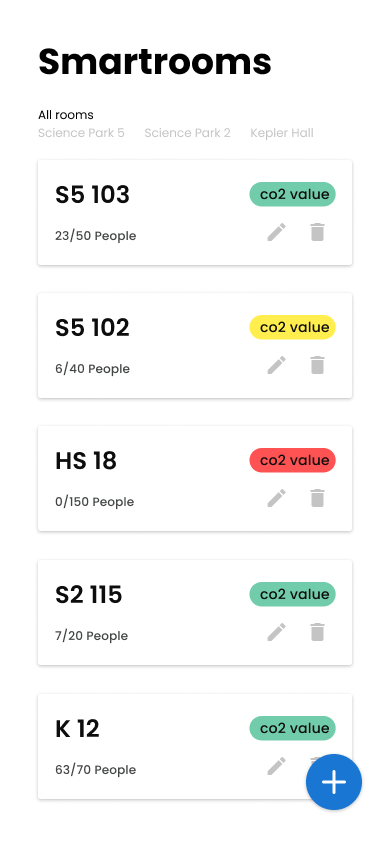 Smartrooms
All rooms
Science Park 5 Science Park 2 Kepler Hall
S5 103 co2 value
23/50 People
S5 102 co2 value
6/40 People
HS 18 co2 value
0/150 People
S2 115 co2 value
7/20 People
K 12 co2 value
63/70 People